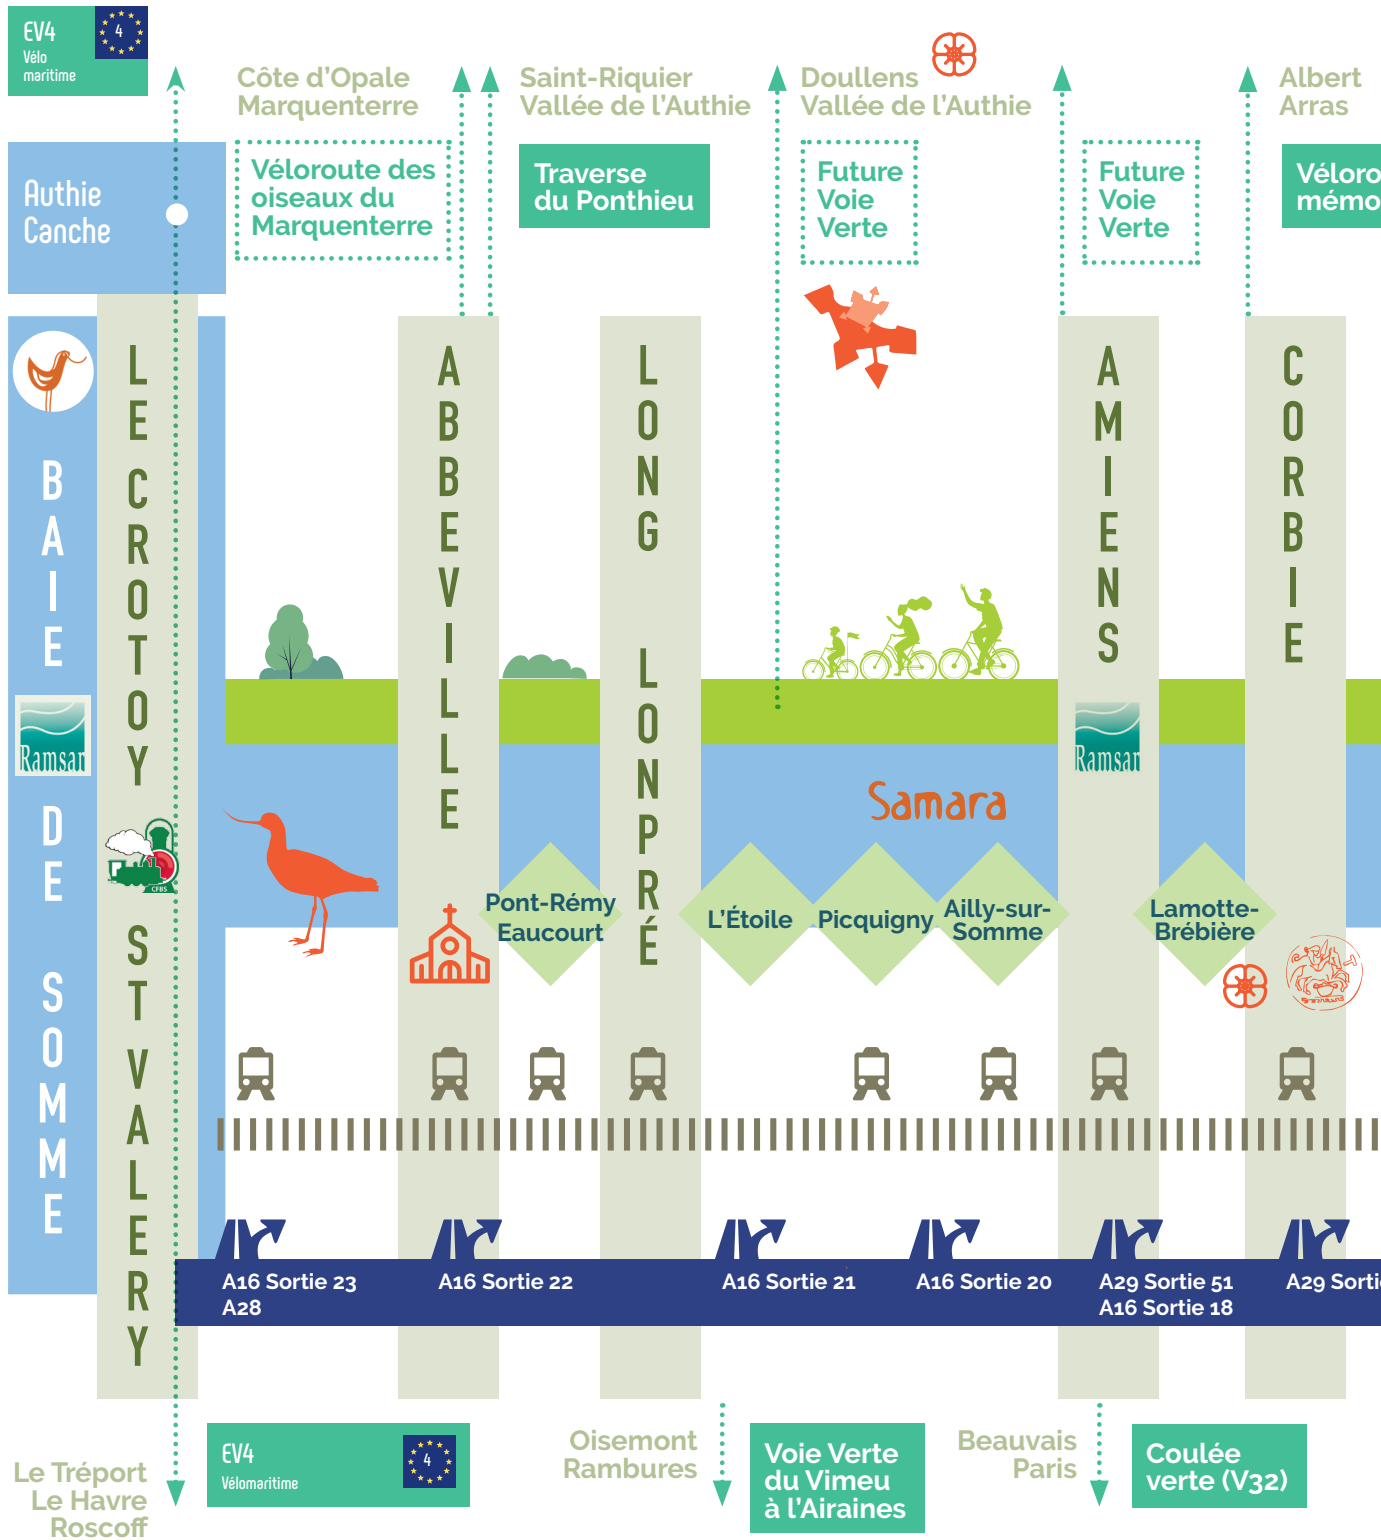 EV4
Vélo
maritime
4
Côte d'Opale
Marquenterre
Saint-Riquier
Vallée de l'Authie
Doullens
Vallée de l'Authie
Albert
Arras
Authie
Canche
Véloroute des
oiseaux du
Marquenterre
Traverse
du Ponthieu
Future
Voie
Verte
Future
Voie
Verte
BAIE DE SOMME
LE CROTOY ST VALERY
ABBEVILLE
LONG LONPRÉ
AMIENS
CORBIE
Ramsar
Ramsar
CFBS
Samara
Pont-Rémy
Eaucourt
L'Étoile
Picquigny
Ailly-sur-
Somme
Lamotte-
Brébière
A16 Sortie 23
A28
A16 Sortie 22
A16 Sortie 21
A16 Sortie 20
A29 Sortie 51
A16 Sortie 18
A29
Le Tréport
Le Havre
Roscoff
EV4
Vélomaritime
4
Oisemont
Rambures
Voie Verte
du Vimeu
à l'Airaines
Beauvais
Paris
Coulée
verte (V32)